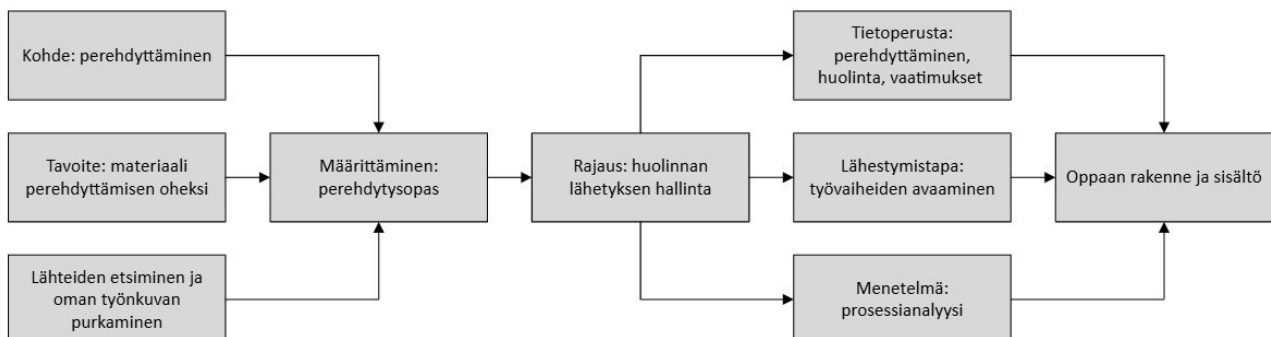 Kohde: perehdyttäminen
Tavoite: materiaali
perehdyttämisen oheksi
Lähteiden etsiminen ja
oman työnkuvan
purkaminen
Määrittäminen:
perehdytysopas
Rajaus: huolinnan
lähetyksen hallinta
Tietoperusta:
perehdyttäminen,
huolinta, vaatimukset
Lähestymistapa:
työvaiheiden avaaminen
Menetelmä:
prosessianalyysi
Oppaan rakenne ja sisältö